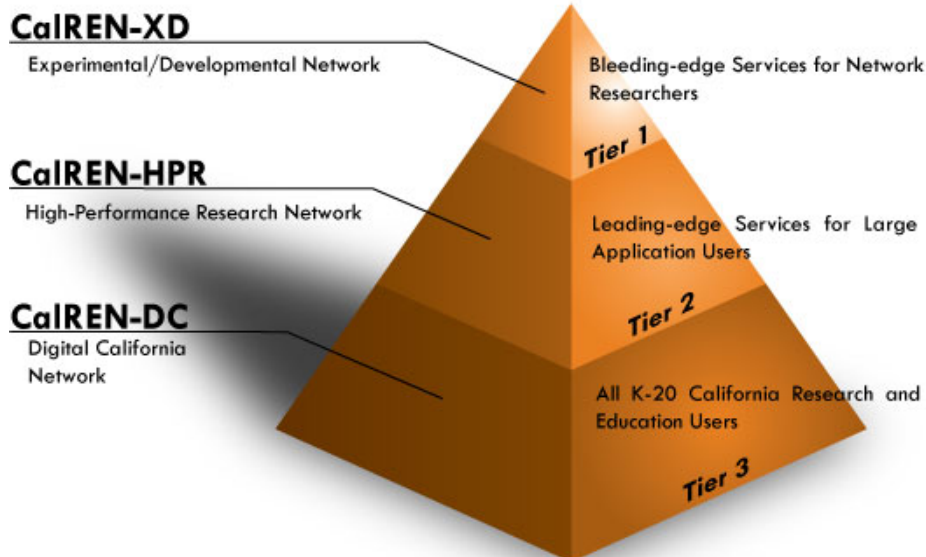 CalREN-XD
Experimental/Developmental Network
Bleeding-edge Services for Network
Researchers
Tier 1
CalREN-HPR
High-Performance Research Network
Leading-edge Services for Large
Application Users
Tier 2
CalREN-DC
Digital California
Network
All K-20 California Research and
Education Users
Tier 3